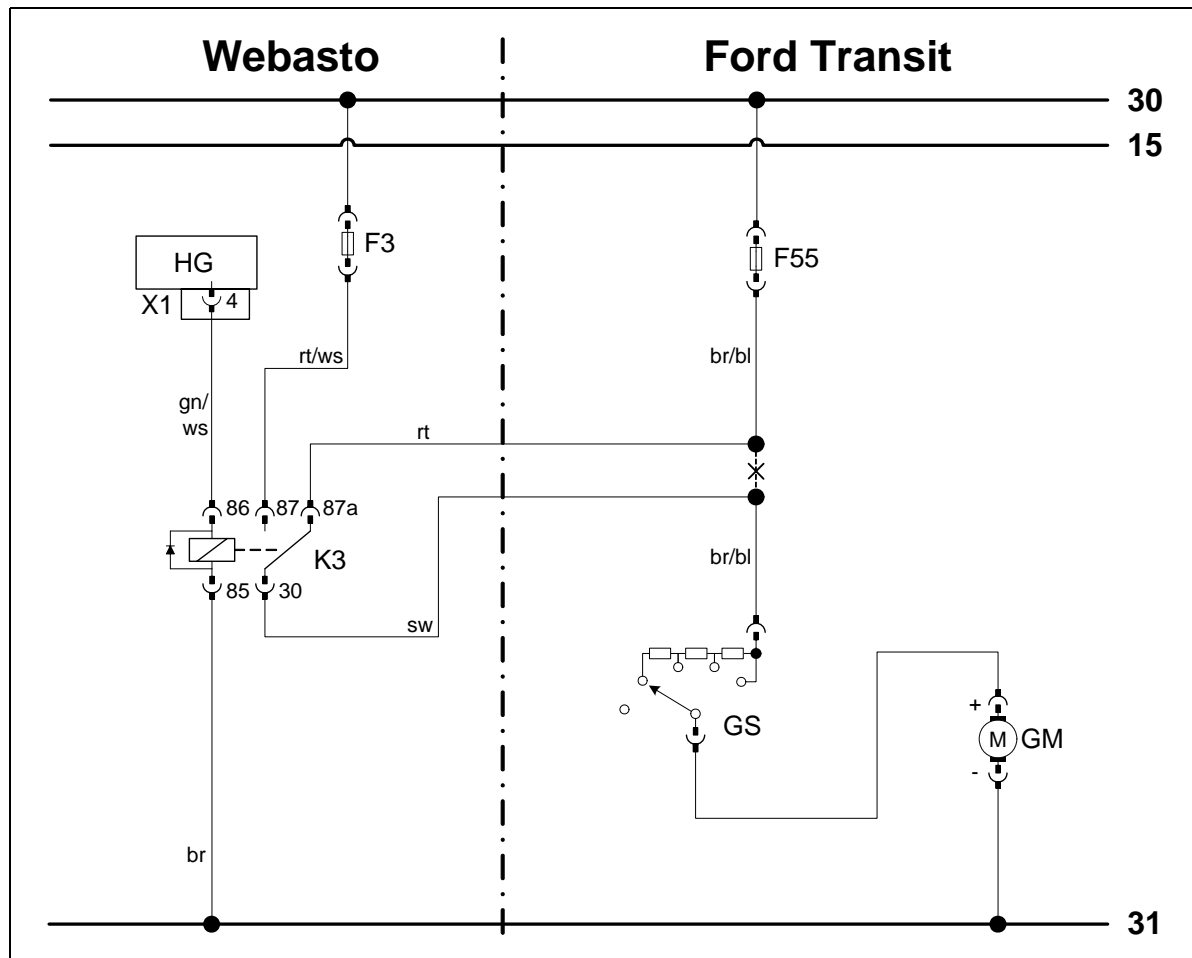 Webasto
Ford Transit
30
15
F3
F55
HG
X1
4
rt/ws
br/bl
gn/
ws
rt
86
87
87a
K3
br/bl
85
30
sw
GS
+
M
GM
-
br
31